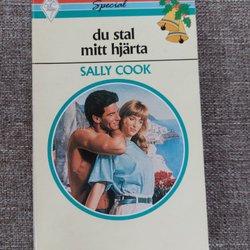 Special
du stal
mitt hjärta
SALLY COOK